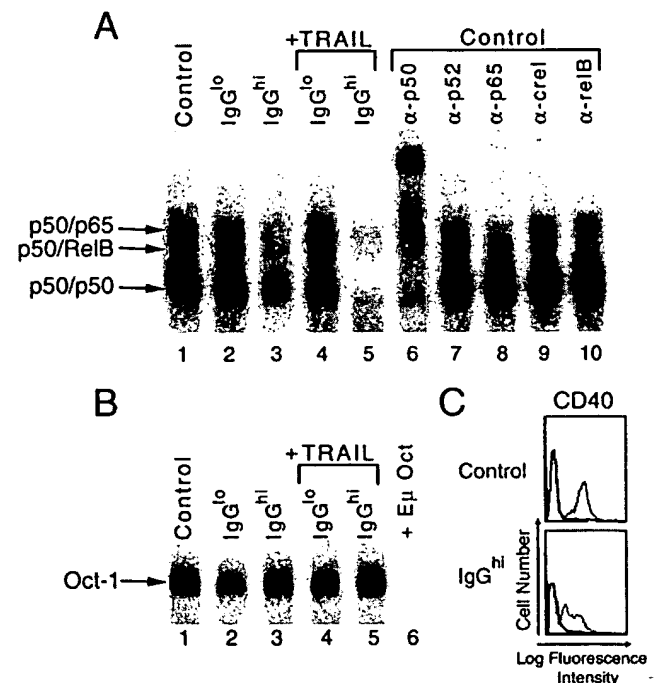 A
+TRAIL
Control
Control
IgG^lo
IgG^hi
IgG^lo
IgG^hi
α-p50
α-p52
α-p65
α-crel
α-relB
p50/p65
p50/RelB
p50/p50
1 2 3 4 5 6 7 8 9 10
B
+TRAIL
Control
IgG^lo
IgG^hi
IgG^lo
IgG^hi
+ Eμ Oct
Oct-1
1 2 3 4 5 6
C
CD40
Control
IgG^hi
Cell Number
Log Fluorescence
Intensity